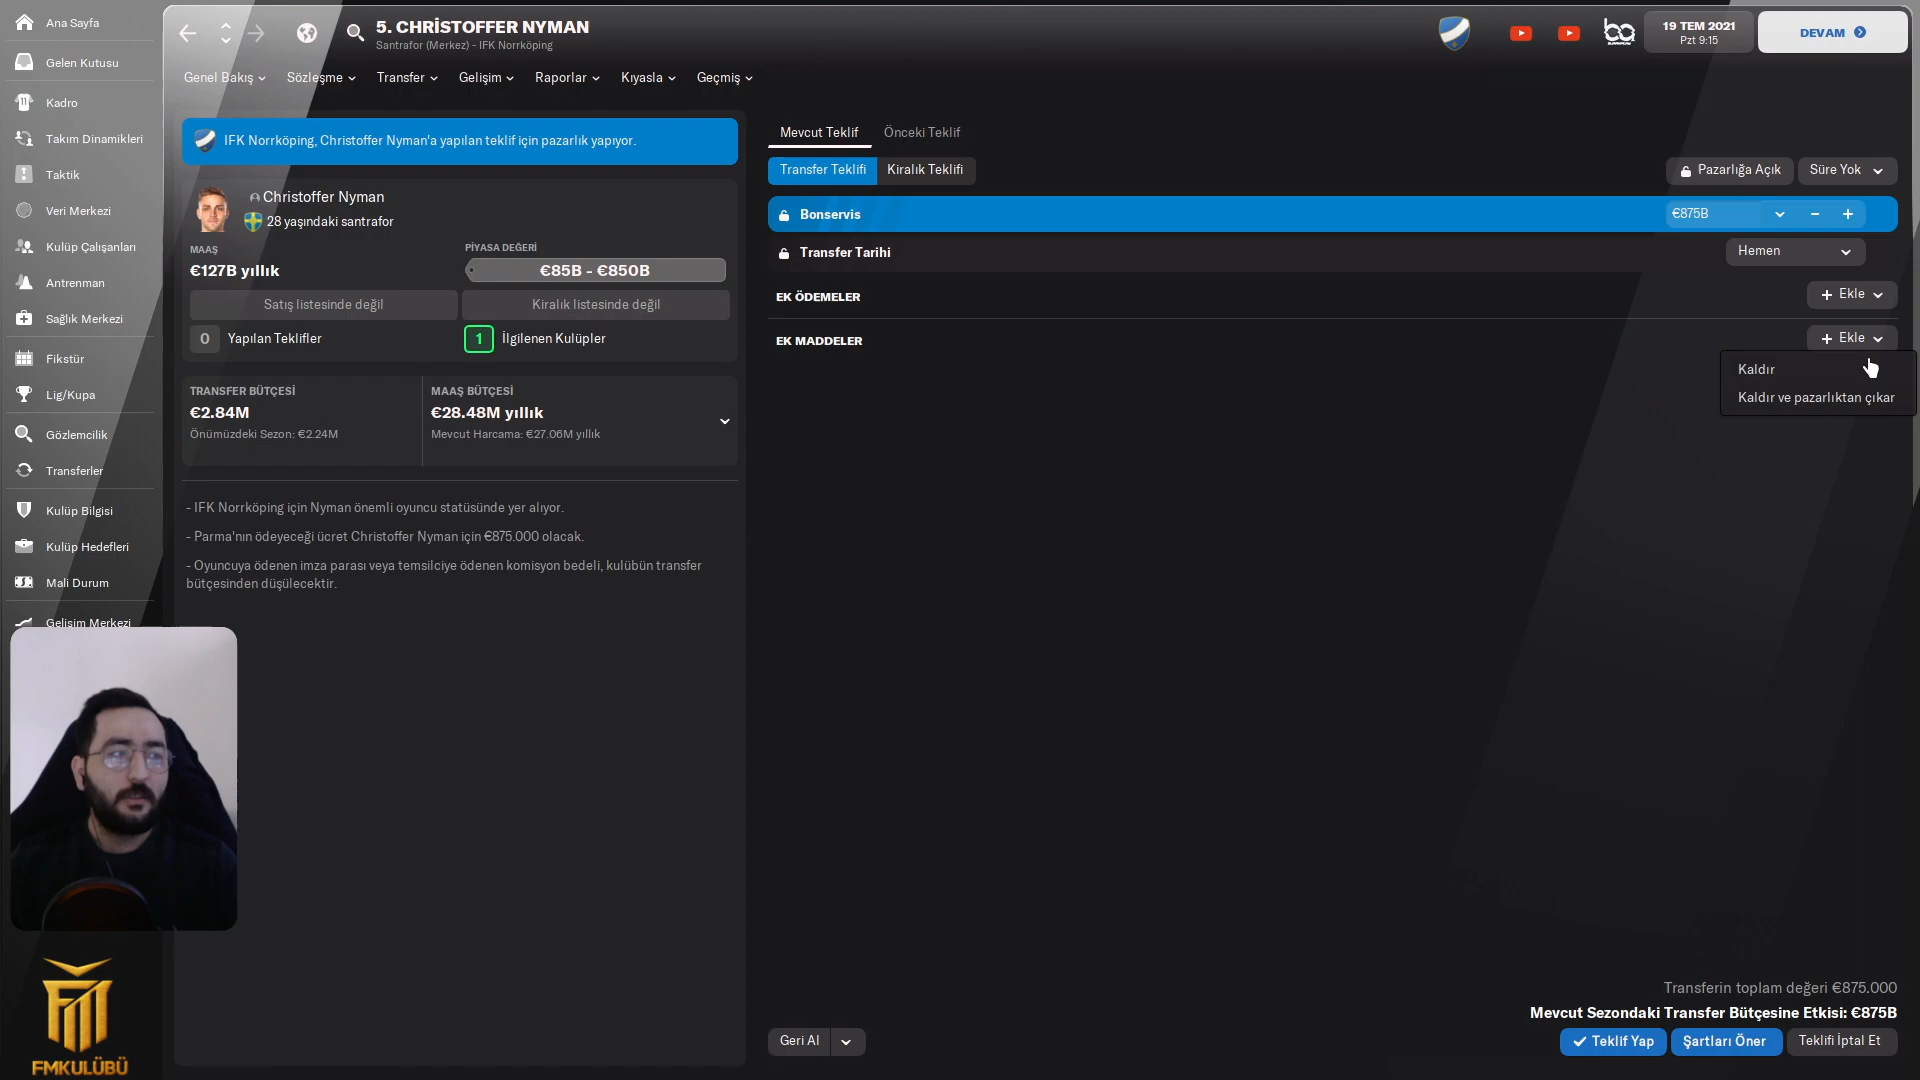 Ana Sayfa
Gelen Kutusu
Kadro
Takım Dinamikleri
Taktik
Veri Merkezi
Kulüp Çalışanları
Antrenman
Sağlık Merkezi
Fikstür
Lig/Kupa
Gözlemcilik
Transferler
Kulüp Bilgisi
Kulüp Hedefleri
Mali Durum
Gelişim Merkezi
FMKULÜBÜ
5. CHRİSTOFFER NYMAN
Santrafor (Merkez) - IFK Norrköping
19 TEM 2021
Pzt 9:15
DEVAM
Genel Bakış
Sözleşme
Transfer
Gelişim
Raporlar
Kıyasla
Geçmiş
IFK Norrköping, Christoffer Nyman'a yapılan teklif için pazarlık yapıyor.
Christoffer Nyman
28 yaşındaki santrafor
MAAŞ
€127B yıllık
PİYASA DEĞERİ
€85B - €850B
Satış listesinde değil
Kiralık listesinde değil
0 Yapılan Teklifler
1 İlgilenen Kulüpler
TRANSFER BÜTÇESİ
€2.84M
Önümüzdeki Sezon: €2.24M
MAAŞ BÜTÇESİ
€28.48M yıllık
Mevcut Harcama: €27.06M yıllık
- IFK Norrköping için Nyman önemli oyuncu statüsünde yer alıyor.
- Parma'nın ödeyeceği ücret Christoffer Nyman için €875.000 olacak.
- Oyuncuya ödenen imza parası veya temsilciye ödenen komisyon bedeli, kulübün transfer
bütçesinden düşülecektir.
Mevcut Teklif
Önceki Teklif
Transfer Teklifi
Kiralık Teklifi
Pazarlığa Açık
Süre Yok
Bonservis
€875B
- +
Transfer Tarihi
Hemen
EK ÖDEMELER
+ Ekle
EK MADDELER
+ Ekle
Kaldır
Kaldır ve pazarlıktan çıkar
Transferin toplam değeri €875.000
Mevcut Sezondaki Transfer Bütçesine Etkisi: €875B
Geri Al
Teklif Yap
Şartları Öner
Teklifi İptal Et